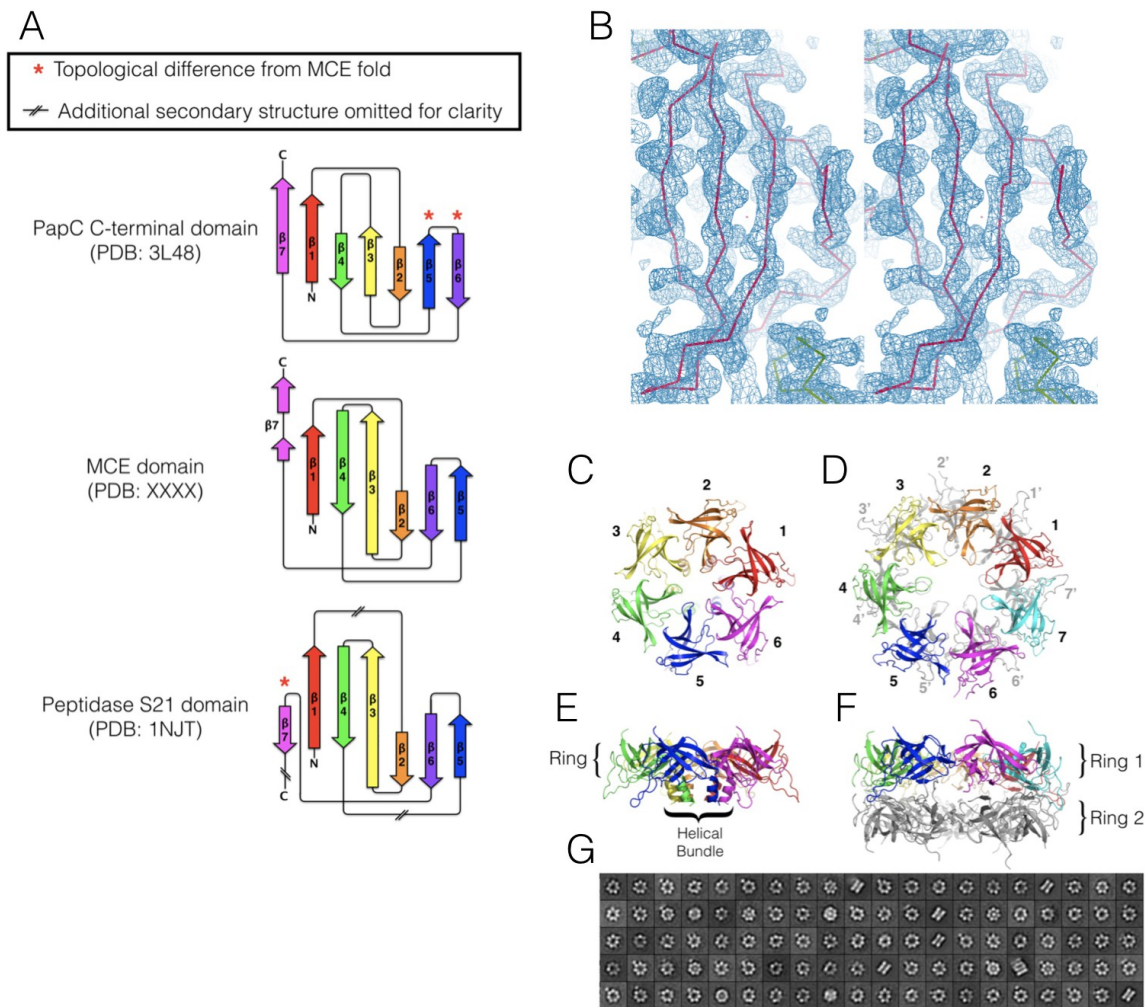 A
* Topological difference from MCE fold
Additional secondary structure omitted for clarity
PapC C-terminal domain
(PDB: 3L48)
C
β7
β1
β4
β3
β2
β5
β6
*
*
N
MCE domain
(PDB: XXXX)
C
β7
β1
β4
β3
β2
β6
β5
N
Peptidase S21 domain
(PDB: 1NJT)
*
β7
β1
β4
β3
β2
β6
β5
N
C
B
C
2
3
1
4
6
5
D
2'
2
3
1'
3'
1
4
7'
4'
7
5
5'
6'
6
E
Ring {
Helical
Bundle
F
} Ring 1
} Ring 2
G